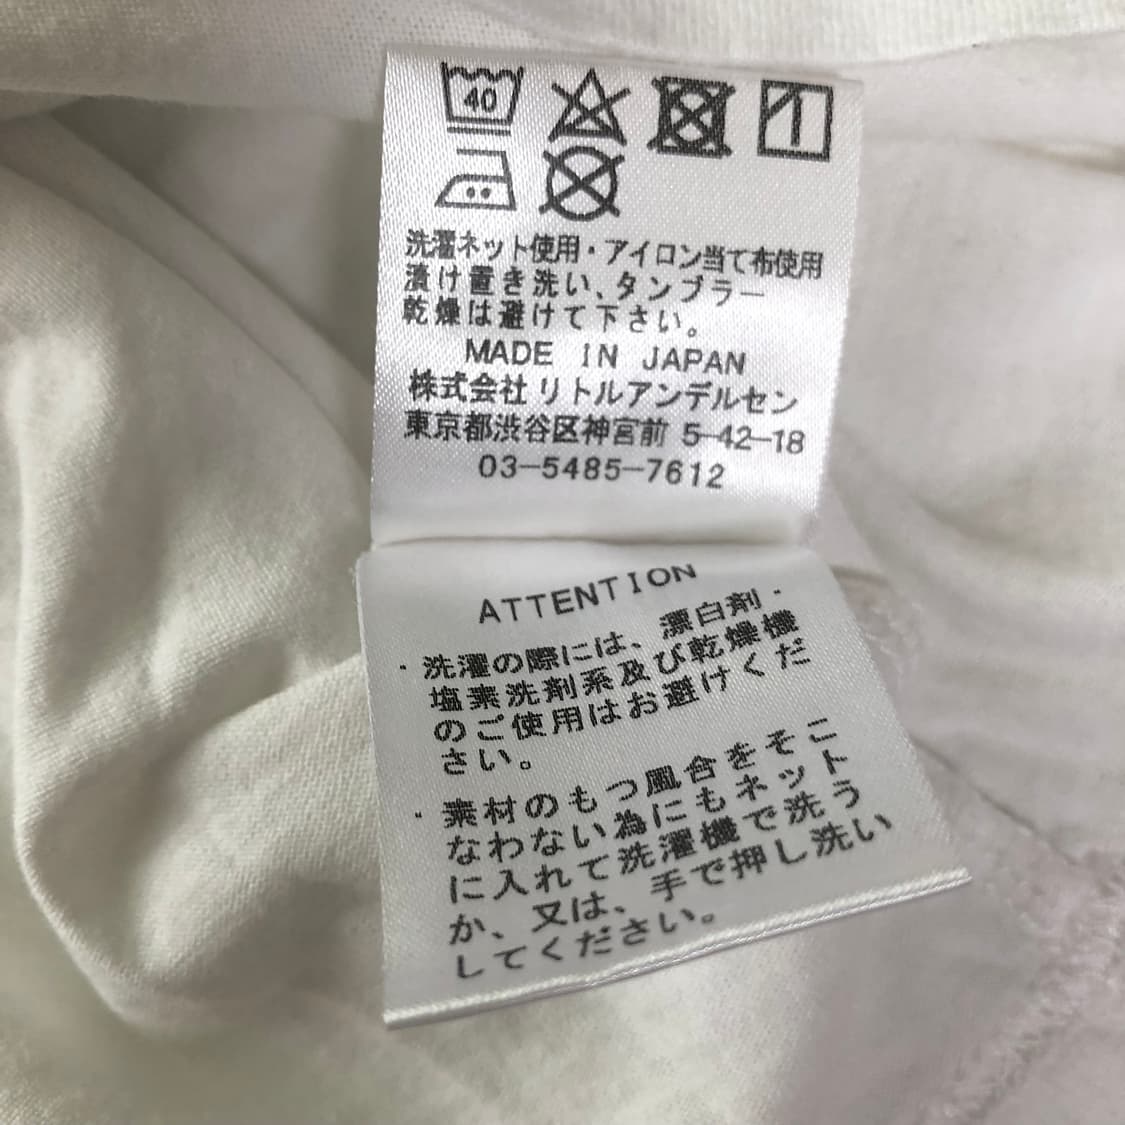 40
洗濯ネット使用・アイロン当て布使用
漬け置き洗い、タンブラー
乾燥は避けて下さい。
MADE IN JAPAN
株式会社 リトルアンデルセン
東京都渋谷区神宮前 5-42-18
03-5485-7612
ATTENTION
・洗濯の際には、漂白剤・
塩素洗剤系及び乾燥機
のご使用はお避けくだ
さい。
・素材のもつ風合をそこ
なわない為にもネット
に入れて洗濯機で洗う
か、又は、手で押し洗い
してください。